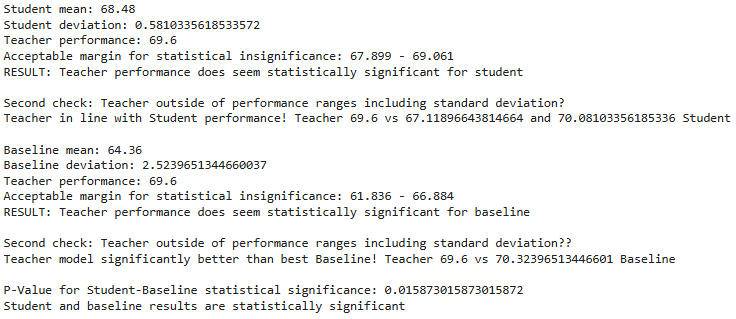 Student mean: 68.48
Student deviation: 0.5810335618533572
Teacher performance: 69.6
Acceptable margin for statistical insignificance: 67.899 - 69.061
RESULT: Teacher performance does seem statistically significant for student
Second check: Teacher outside of performance ranges including standard deviation?
Teacher in line with Student performance! Teacher 69.6 vs 67.11896643814664 and 70.08103356185336 Student
Baseline mean: 64.36
Baseline deviation: 2.5239651344660037
Teacher performance: 69.6
Acceptable margin for statistical insignificance: 61.836 - 66.884
RESULT: Teacher performance does seem statistically significant for baseline
Second check: Teacher outside of performance ranges including standard deviation??
Teacher model significantly better than best Baseline! Teacher 69.6 vs 70.32396513446601 Baseline
P-Value for Student-Baseline statistical significance: 0.015873015873015872
Student and baseline results are statistically significant